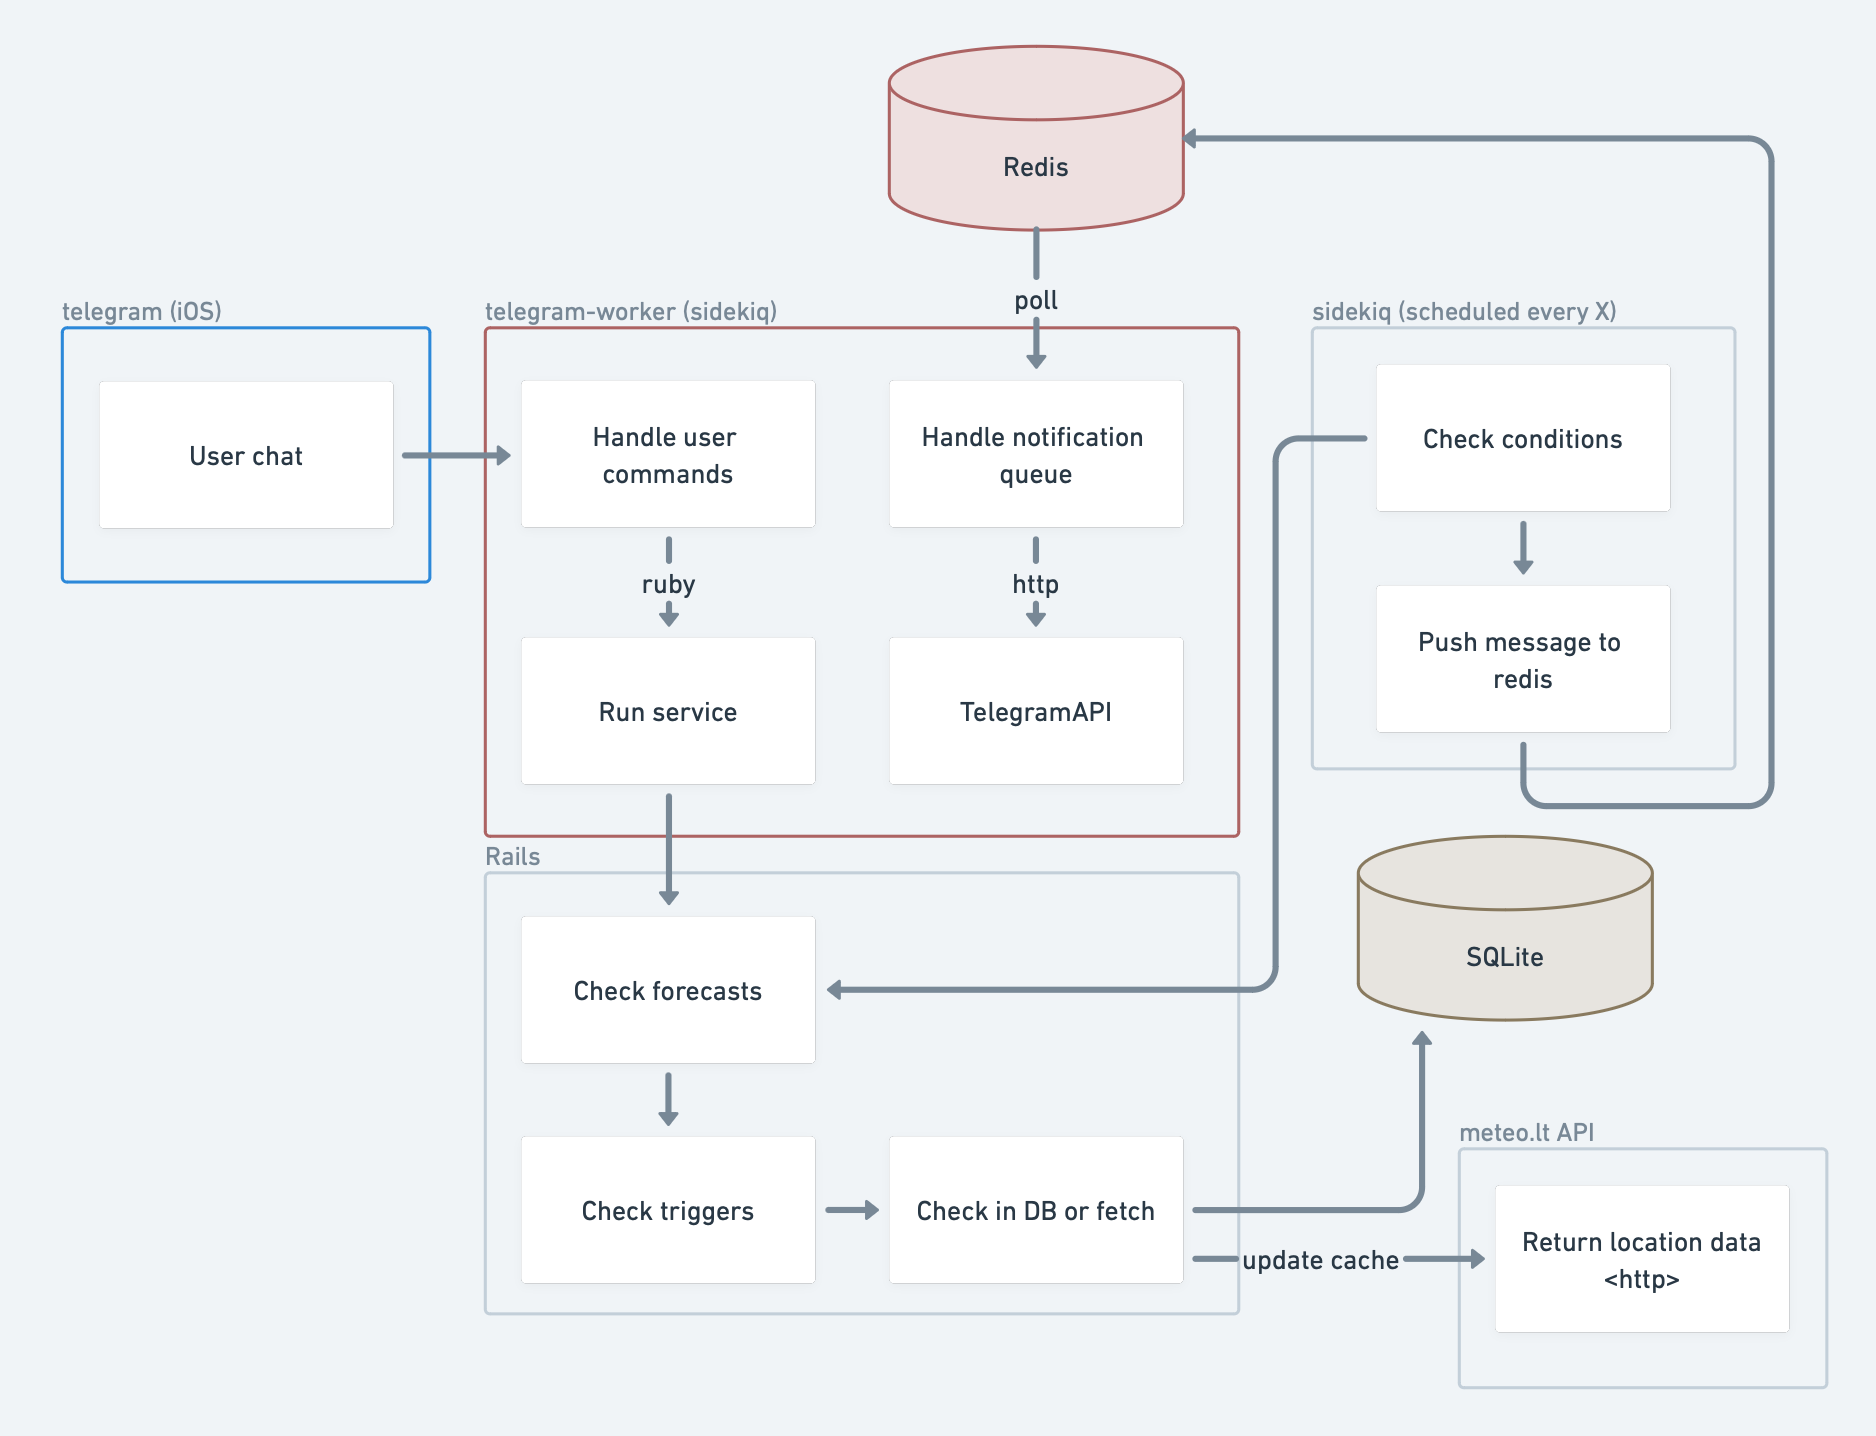 Redis
poll
telegram (iOS)
User chat
telegram-worker (sidekiq)
Handle user
commands
Handle notification
queue
ruby
http
Run service
TelegramAPI
sidekiq (scheduled every X)
Check conditions
Push message to
redis
Rails
Check forecasts
Check triggers
Check in DB or fetch
update cache
SQLite
meteo.lt API
Return location data
<http>